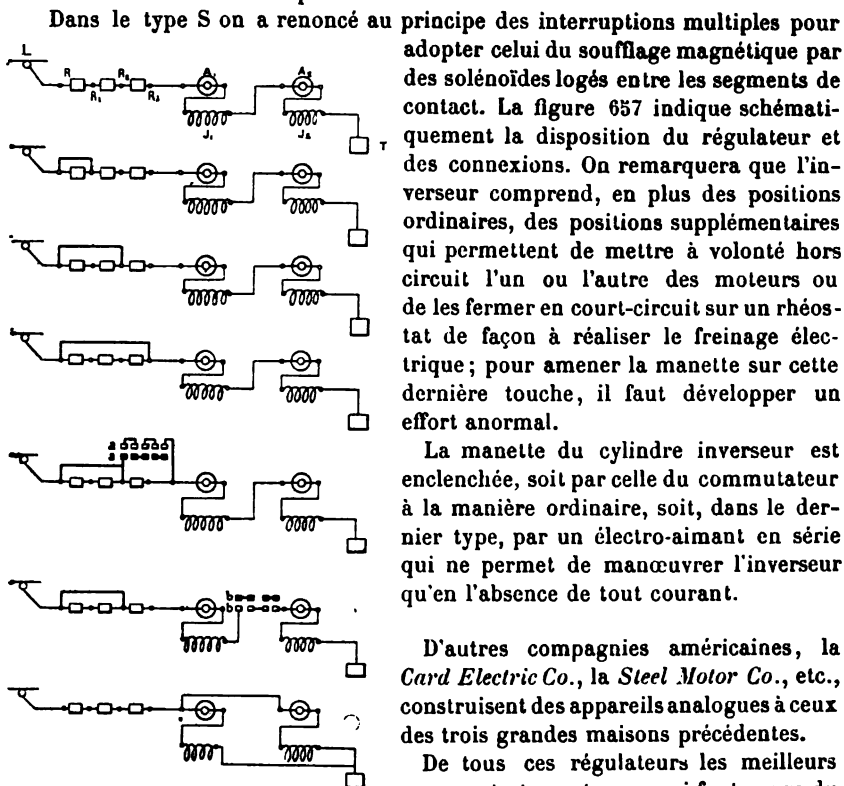 Dans le type S on a renoncé au principe des interruptions multiples pour
adopter celui du soufflage magnétique par
des solénoïdes logés entre les segments de
contact. La figure 657 indique schémati-
quement la disposition du régulateur et
des connexions. On remarquera que l'in-
verseur comprend, en plus des positions
ordinaires, des positions supplémentaires
qui permettent de mettre à volonté hors
circuit l'un ou l'autre des moteurs ou
de les fermer en court-circuit sur un rhéos-
tat de façon à réaliser le freinage élec-
trique ; pour amener la manette sur cette
dernière touche, il faut développer un
effort anormal.
La manette du cylindre inverseur est
enclenchée, soit par celle du commutateur
à la manière ordinaire, soit, dans le der-
nier type, par un électro-aimant en série
qui ne permet de manœuvrer l'inverseur
qu'en l'absence de tout courant.
D'autres compagnies américaines, la
Card Electric Co., la Steel Motor Co., etc.,
construisent des appareils analogues à ceux
des trois grandes maisons précédentes.
De tous ces régulateurs les meilleurs
L
R R₂ A₁ A₂
R₁ R₃
J₁ J₂
T
a
a
b
b